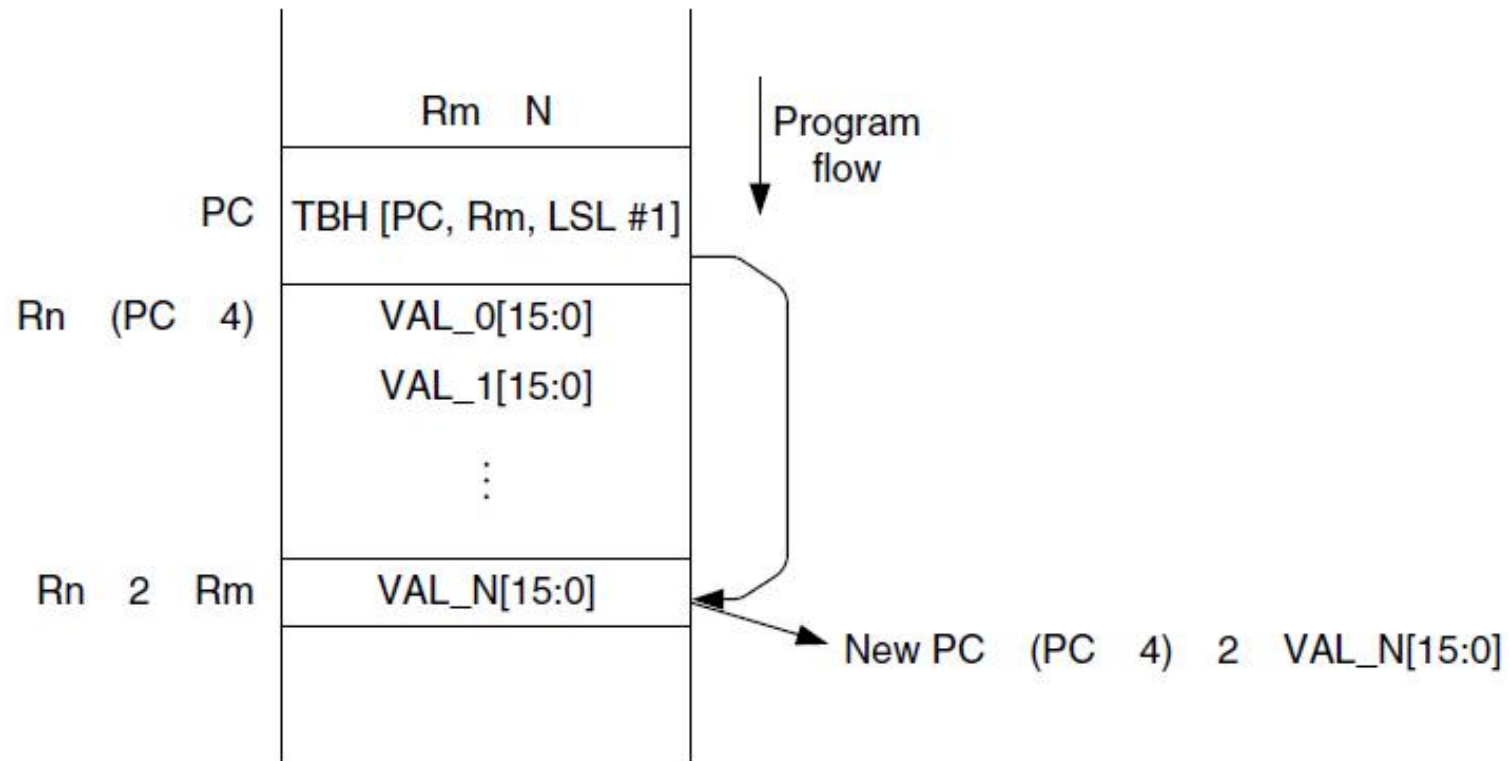 Rm N
Program
flow
PC
TBH [PC, Rm, LSL #1]
Rn (PC 4)
VAL_0[15:0]
VAL_1[15:0]
⋮
Rn 2 Rm
VAL_N[15:0]
New PC (PC 4) 2 VAL_N[15:0]